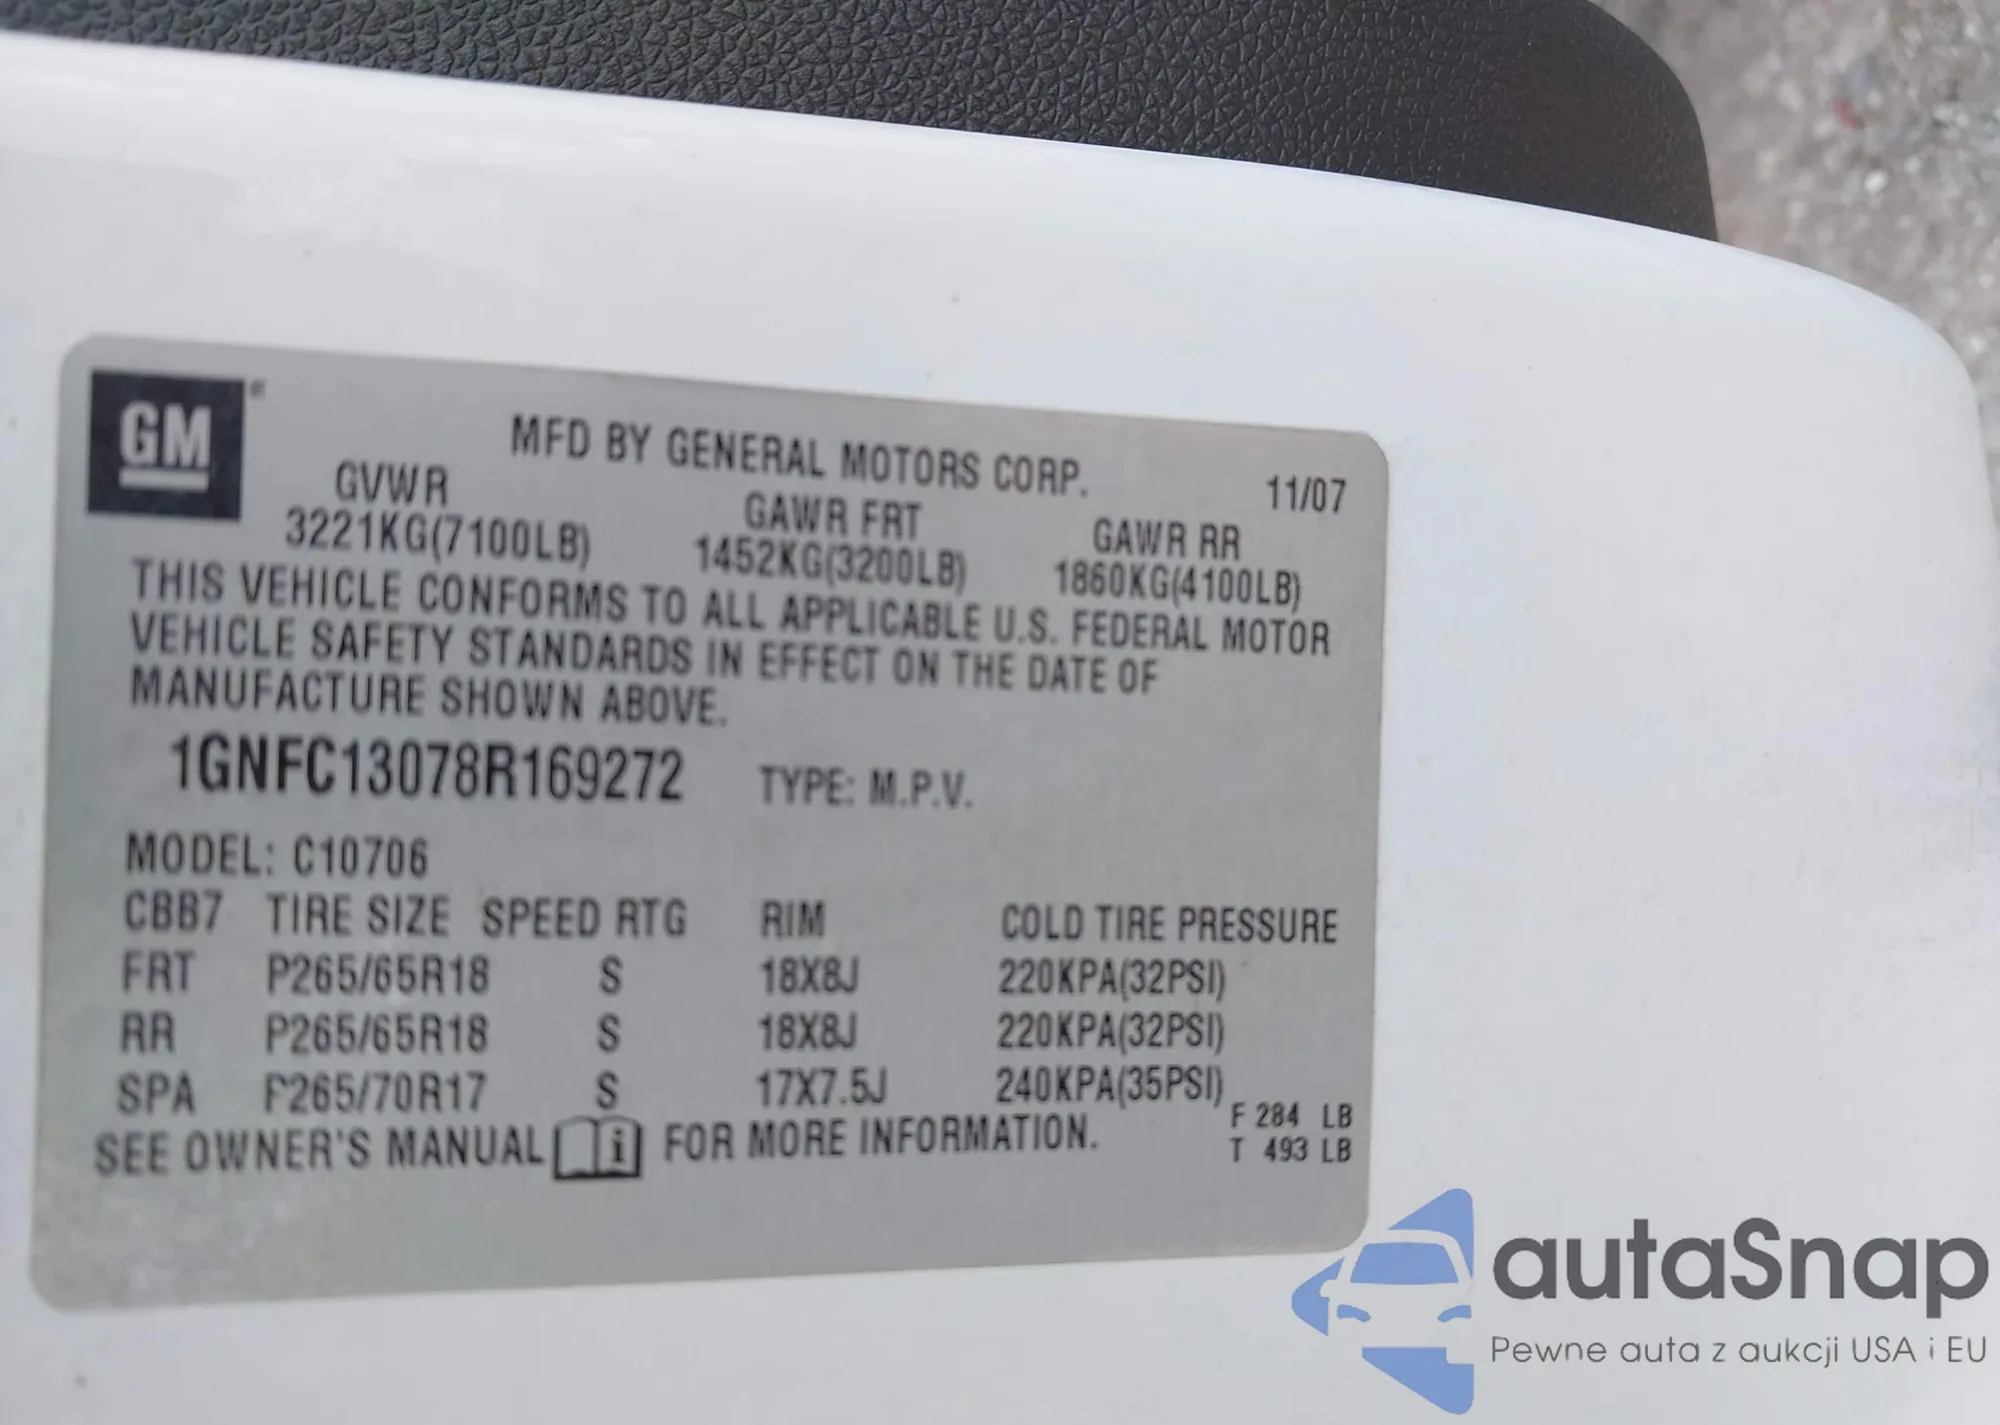 GM®
MFD BY GENERAL MOTORS CORP.
11/07
GVWR GAWR FRT GAWR RR
3221KG(7100LB) 1452KG(3200LB) 1860KG(4100LB)
THIS VEHICLE CONFORMS TO ALL APPLICABLE U.S. FEDERAL MOTOR
VEHICLE SAFETY STANDARDS IN EFFECT ON THE DATE OF
MANUFACTURE SHOWN ABOVE.
1GNFC13078R169272 TYPE: M.P.V.
MODEL: C10706
CBB7 TIRE SIZE SPEED RTG RIM COLD TIRE PRESSURE
FRT P265/65R18 S 18X8J 220KPA(32PSI)
RR P265/65R18 S 18X8J 220KPA(32PSI)
SPA P265/70R17 S 17X7.5J 240KPA(35PSI)
SEE OWNER'S MANUAL i FOR MORE INFORMATION.
F 284 LB
T 493 LB
autaSnap
Pewne auta z aukcji USA i EU